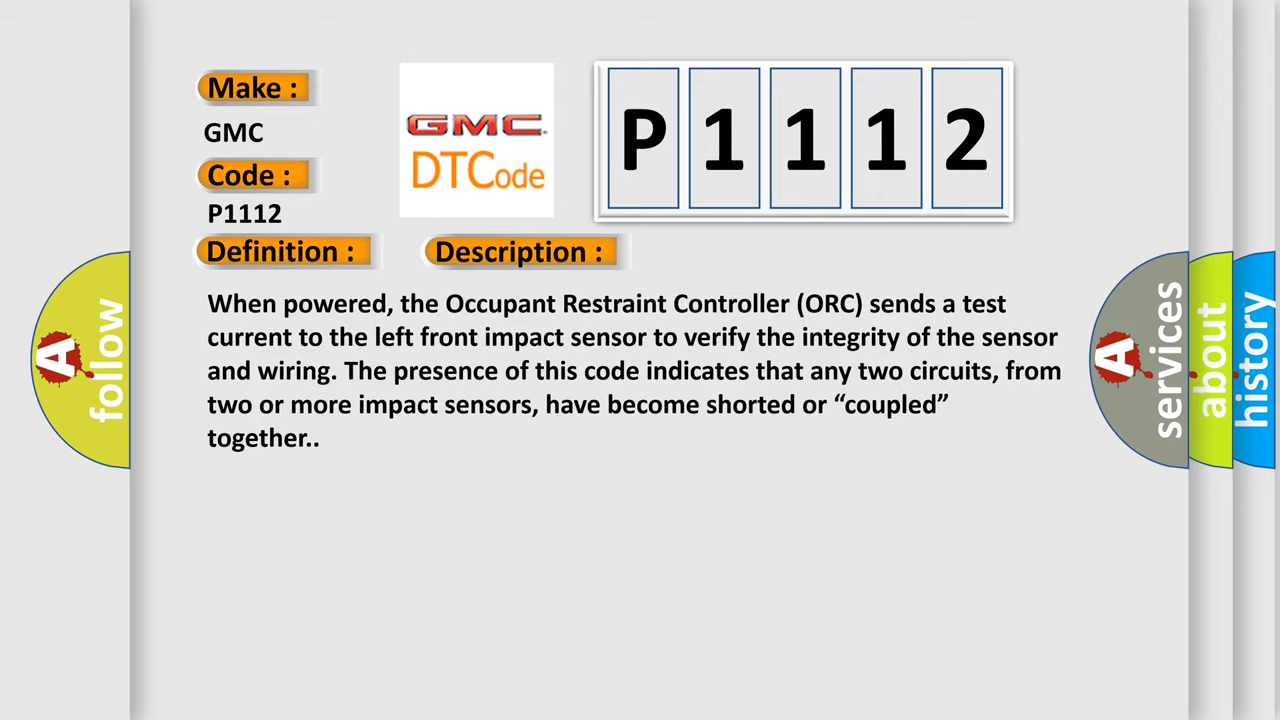 Make :
GMC
Code :
P1112
GMC
DTCode
P 1 1 1 2
Definition :
Description :
When powered, the Occupant Restraint Controller (ORC) sends a test
current to the left front impact sensor to verify the integrity of the sensor
and wiring. The presence of this code indicates that any two circuits, from
two or more impact sensors, have become shorted or “coupled”
together..
A
follow
A
services
about
history